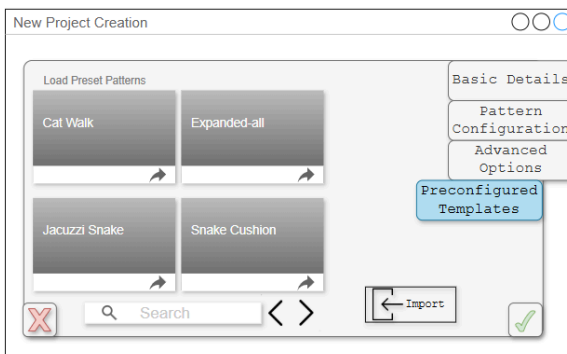 New Project Creation
Load Preset Patterns
Cat Walk
Expanded-all
Jacuzzi Snake
Snake Cushion
Search
Import
Basic Details
Pattern
Configuration
Advanced
Options
Preconfigured
Templates